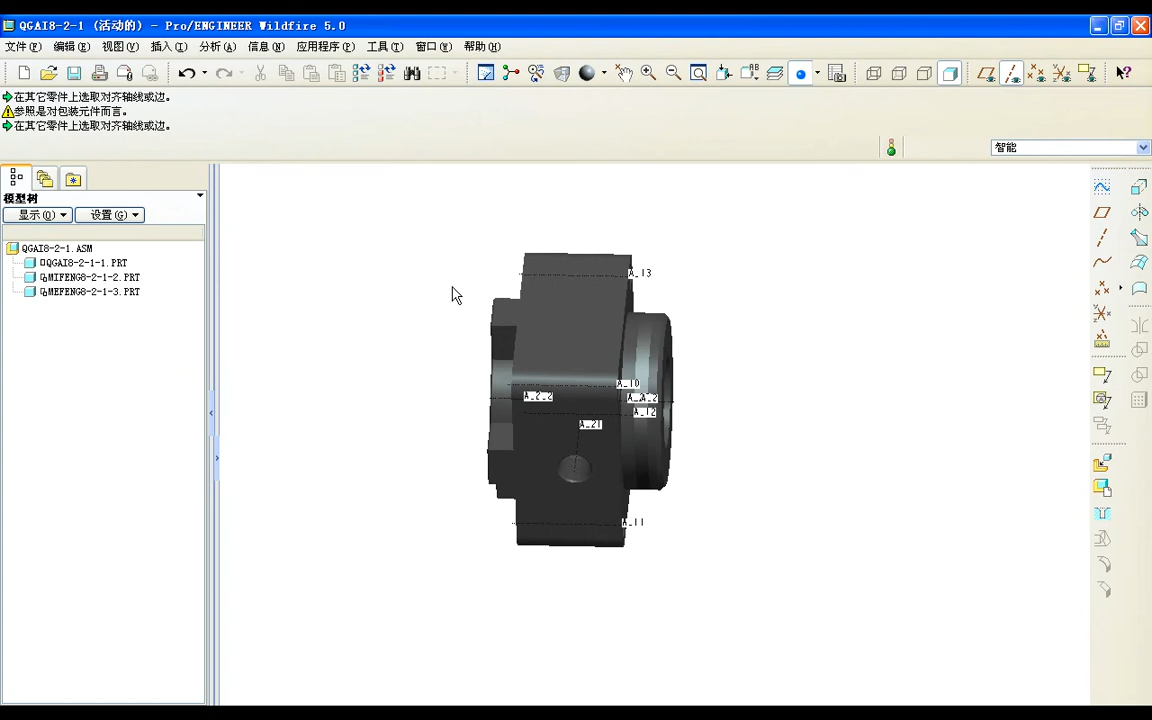 QGAI8-2-1 (活动的) - Pro/ENGINEER Wildfire 5.0
文件(F) 编辑(E) 视图(V) 插入(I) 分析(A) 信息(N) 应用程序(P) 工具(T) 窗口(W) 帮助(H)
在其它零件上选取对齐轴线或边。
参照是对包装元件而言。
在其它零件上选取对齐轴线或边。
智能
模型树
显示(O) 设置(G)
QGAI8-2-1.ASM
QGAI8-2-1-1.PRT
MIFENG8-2-1-2.PRT
MEFENG8-2-1-3.PRT
A_13
A_10
A_2_2
A_2
A_12
A_21
A_11